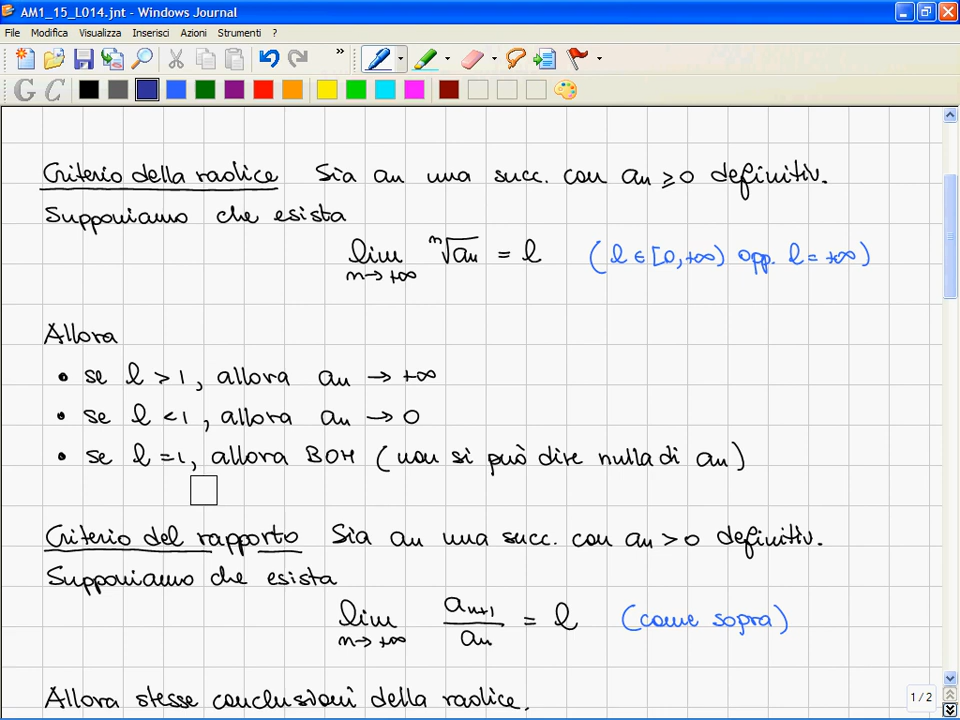 AM1_15_L014.jnt - Windows Journal
File Modifica Visualizza Inserisci Azioni Strumenti ?
G C
Criterio della radice Sia an una succ. con an ≥ 0 definitiv.
Supponiamo che esista
lim n→+∞ ⁿ√an = l (l ∈ [0,+∞) opp. l = +∞)
Allora
• se l > 1, allora an → +∞
• se l < 1, allora an → 0
• se l = 1, allora BOH (non si può dire nulla di an)
Criterio del rapporto Sia an una succ. con an > 0 definitiv.
Supponiamo che esista
lim n→+∞ an+1/an = l (come sopra)
Allora stesse conclusioni della radice.
1 / 2